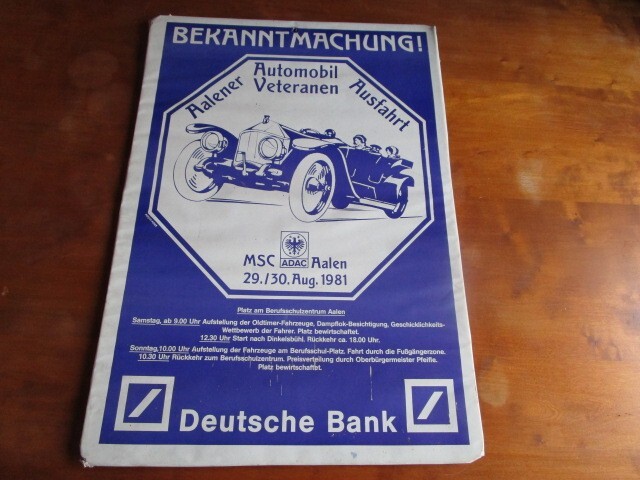 BEKANNTMACHUNG!
Aalener Automobil Veteranen Ausfahrt
MSC ADAC Aalen
29./30. Aug. 1981
Platz am Berufsschulzentrum Aalen
Samstag, ab 9.00 Uhr Aufstellung der Oldtimer-Fahrzeuge, Dampflok-Besichtigung, Geschicklichkeits-
Wettbewerb der Fahrer. Platz bewirtschaftet.
12.30 Uhr Start nach Dinkelsbühl. Rückkehr ca. 18.00 Uhr.
Sonntag, 10.00 Uhr Aufstellung der Fahrzeuge am Berufsschul-Platz. Fahrt durch die Fußgängerzone.
10.30 Uhr Rückkehr zum Berufsschulzentrum. Preisverteilung durch Oberbürgermeister Pfeifle.
Platz bewirtschaftet.
Deutsche Bank